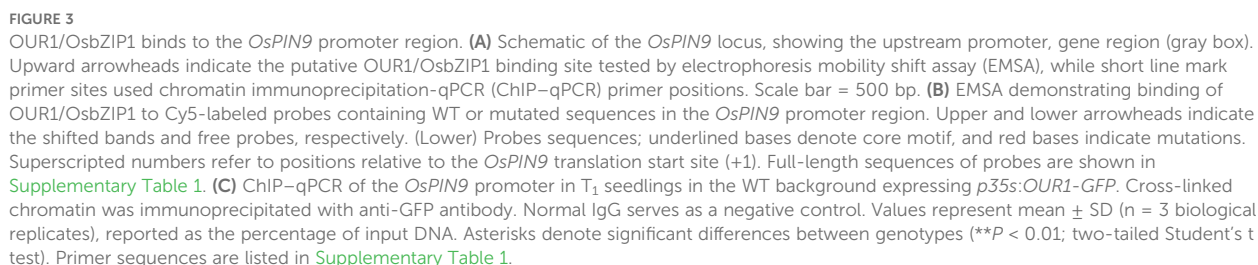 FIGURE 3
OUR1/OsbZIP1 binds to the OsPIN9 promoter region. (A) Schematic of the OsPIN9 locus, showing the upstream promoter, gene region (gray box).
Upward arrowheads indicate the putative OUR1/OsbZIP1 binding site tested by electrophoresis mobility shift assay (EMSA), while short line mark
primer sites used chromatin immunoprecipitation-qPCR (ChIP–qPCR) primer positions. Scale bar = 500 bp. (B) EMSA demonstrating binding of
OUR1/OsbZIP1 to Cy5-labeled probes containing WT or mutated sequences in the OsPIN9 promoter region. Upper and lower arrowheads indicate
the shifted bands and free probes, respectively. (Lower) Probes sequences; underlined bases denote core motif, and red bases indicate mutations.
Superscripted numbers refer to positions relative to the OsPIN9 translation start site (+1). Full-length sequences of probes are shown in
Supplementary Table 1. (C) ChIP–qPCR of the OsPIN9 promoter in T₁ seedlings in the WT background expressing p35s:OUR1-GFP. Cross-linked
chromatin was immunoprecipitated with anti-GFP antibody. Normal IgG serves as a negative control. Values represent mean ± SD (n = 3 biological
replicates), reported as the percentage of input DNA. Asterisks denote significant differences between genotypes (**P < 0.01; two-tailed Student's t
test). Primer sequences are listed in Supplementary Table 1.